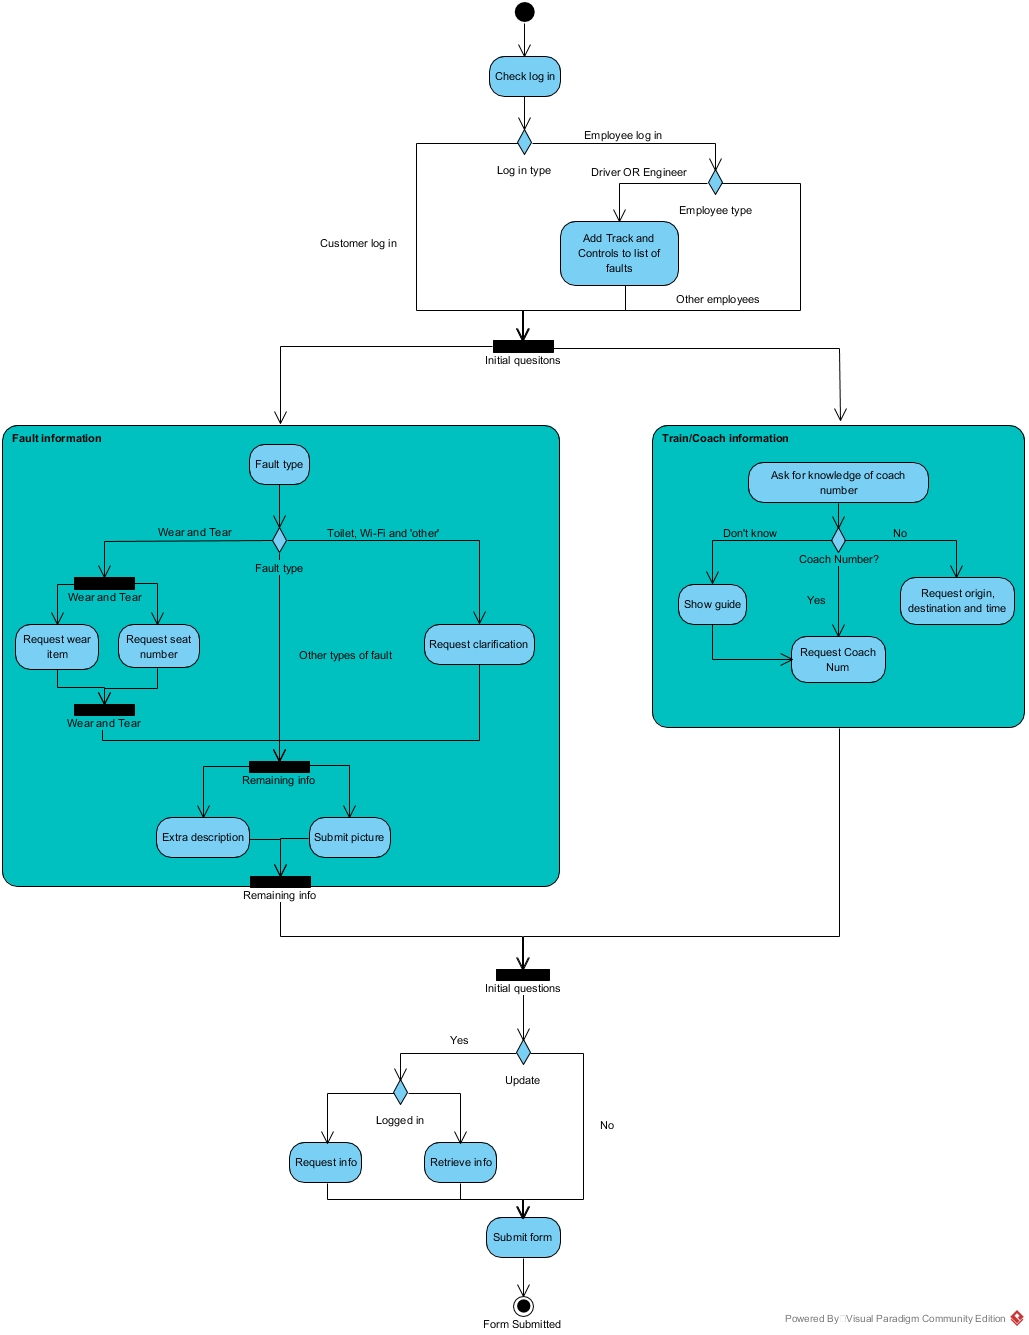 Check log in
Employee log in
Log in type
Driver OR Engineer
Employee type
Customer log in
Add Track and
Controls to list of
faults
Other employees
Initial quesitons
Fault information
Fault type
Wear and Tear
Toilet, Wi-Fi and 'other'
Fault type
Wear and Tear
Request wear
item
Request seat
number
Other types of fault
Request clarification
Wear and Tear
Remaining info
Extra description
Submit picture
Remaining info
Train/Coach information
Ask for knowledge of coach
number
Don't know
No
Coach Number?
Show guide
Yes
Request origin,
destination and time
Request Coach
Num
Initial questions
Yes
Update
Logged in
No
Request info
Retrieve info
Submit form
Form Submitted
Powered By Visual Paradigm Community Edition